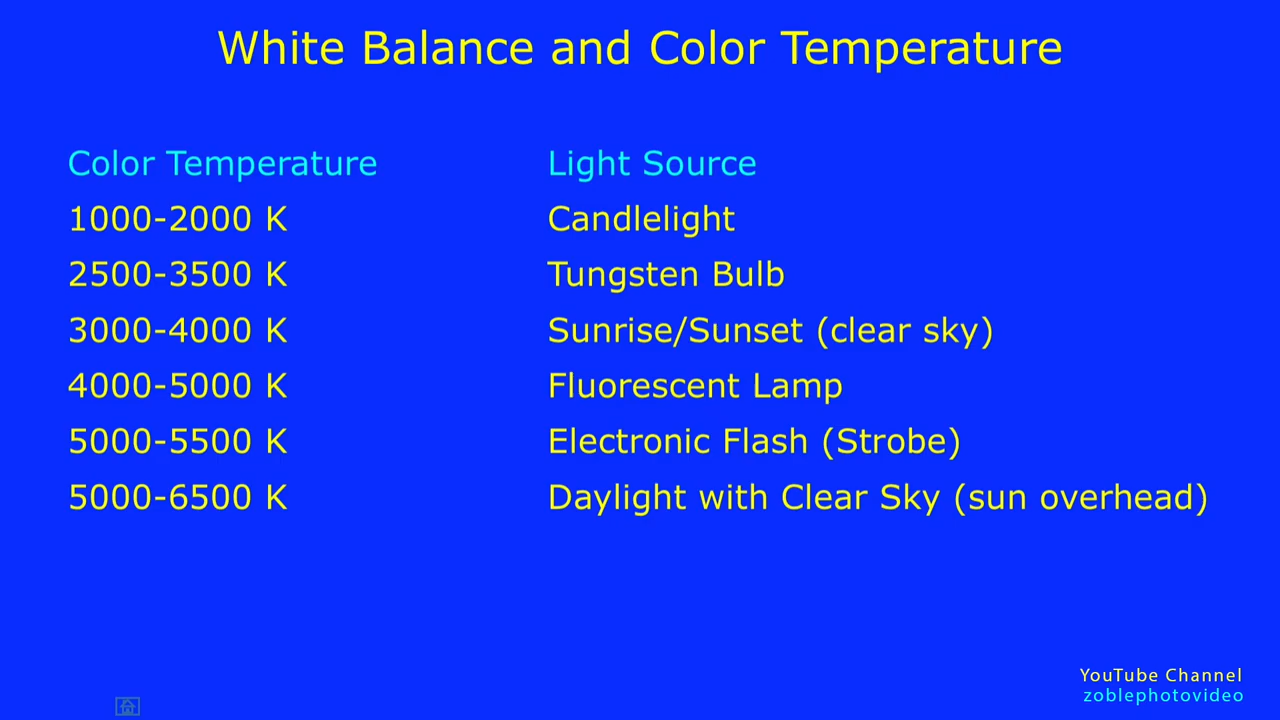 White Balance and Color Temperature
Color Temperature Light Source
1000-2000 K Candlelight
2500-3500 K Tungsten Bulb
3000-4000 K Sunrise/Sunset (clear sky)
4000-5000 K Fluorescent Lamp
5000-5500 K Electronic Flash (Strobe)
5000-6500 K Daylight with Clear Sky (sun overhead)
YouTube Channel
zoblephotovideo